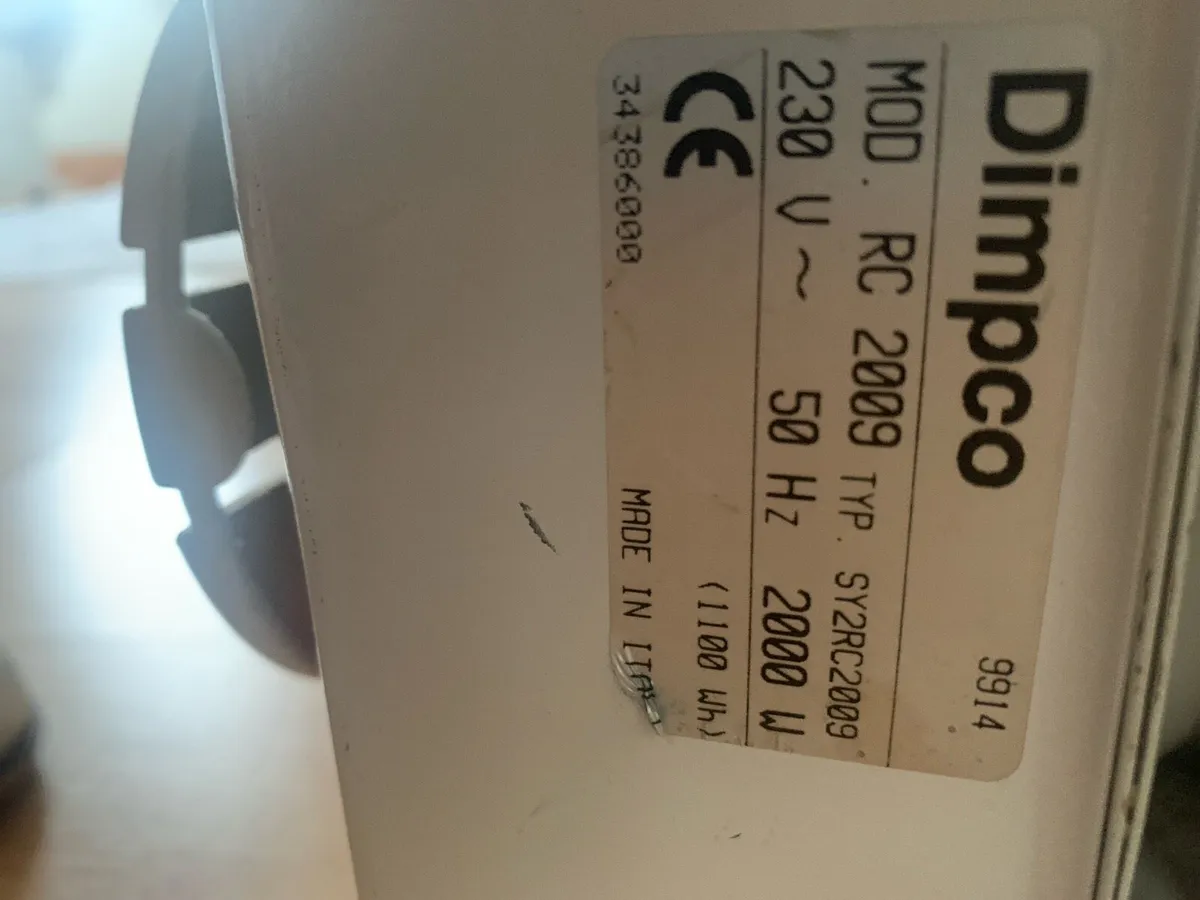 Dimpco 9914
MOD. RC 2009 TYP. SY2RC2009
230 V ~ 50 Hz 2000 W
CE (1100 Wh)
34386000 MADE IN